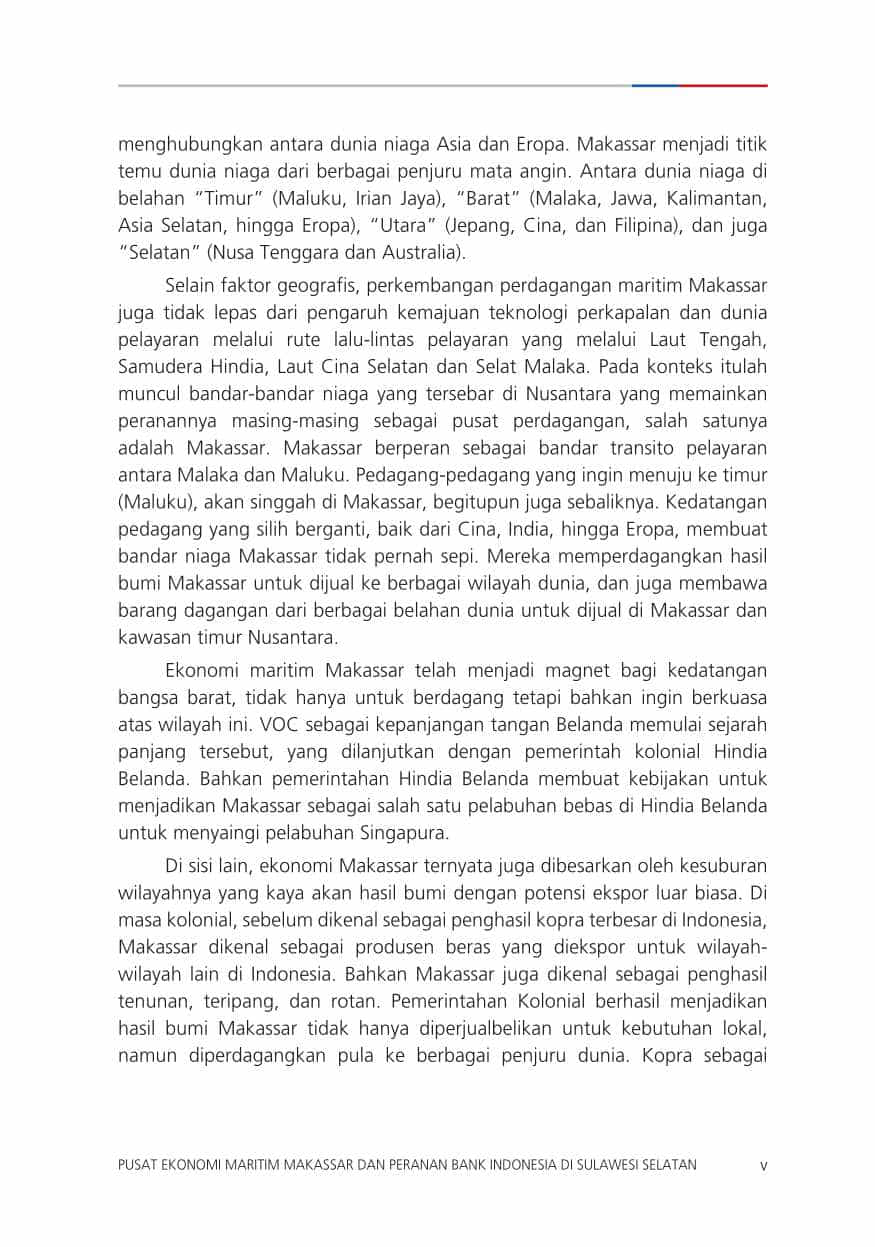 menghubungkan antara dunia niaga Asia dan Eropa. Makassar menjadi titik
temu dunia niaga dari berbagai penjuru mata angin. Antara dunia niaga di
belahan “Timur” (Maluku, Irian Jaya), “Barat” (Malaka, Jawa, Kalimantan,
Asia Selatan, hingga Eropa), “Utara” (Jepang, Cina, dan Filipina), dan juga
“Selatan” (Nusa Tenggara dan Australia).
Selain faktor geografis, perkembangan perdagangan maritim Makassar
juga tidak lepas dari pengaruh kemajuan teknologi perkapalan dan dunia
pelayaran melalui rute lalu-lintas pelayaran yang melalui Laut Tengah,
Samudera Hindia, Laut Cina Selatan dan Selat Malaka. Pada konteks itulah
muncul bandar-bandar niaga yang tersebar di Nusantara yang memainkan
peranannya masing-masing sebagai pusat perdagangan, salah satunya
adalah Makassar. Makassar berperan sebagai bandar transito pelayaran
antara Malaka dan Maluku. Pedagang-pedagang yang ingin menuju ke timur
(Maluku), akan singgah di Makassar, begitupun juga sebaliknya. Kedatangan
pedagang yang silih berganti, baik dari Cina, India, hingga Eropa, membuat
bandar niaga Makassar tidak pernah sepi. Mereka memperdagangkan hasil
bumi Makassar untuk dijual ke berbagai wilayah dunia, dan juga membawa
barang dagangan dari berbagai belahan dunia untuk dijual di Makassar dan
kawasan timur Nusantara.
Ekonomi maritim Makassar telah menjadi magnet bagi kedatangan
bangsa barat, tidak hanya untuk berdagang tetapi bahkan ingin berkuasa
atas wilayah ini. VOC sebagai kepanjangan tangan Belanda memulai sejarah
panjang tersebut, yang dilanjutkan dengan pemerintah kolonial Hindia
Belanda. Bahkan pemerintahan Hindia Belanda membuat kebijakan untuk
menjadikan Makassar sebagai salah satu pelabuhan bebas di Hindia Belanda
untuk menyaingi pelabuhan Singapura.
Di sisi lain, ekonomi Makassar ternyata juga dibesarkan oleh kesuburan
wilayahnya yang kaya akan hasil bumi dengan potensi ekspor luar biasa. Di
masa kolonial, sebelum dikenal sebagai penghasil kopra terbesar di Indonesia,
Makassar dikenal sebagai produsen beras yang diekspor untuk wilayah-
wilayah lain di Indonesia. Bahkan Makassar juga dikenal sebagai penghasil
tenunan, teripang, dan rotan. Pemerintahan Kolonial berhasil menjadikan
hasil bumi Makassar tidak hanya diperjualbelikan untuk kebutuhan lokal,
namun diperdagangkan pula ke berbagai penjuru dunia. Kopra sebagai
PUSAT EKONOMI MARITIM MAKASSAR DAN PERANAN BANK INDONESIA DI SULAWESI SELATAN v